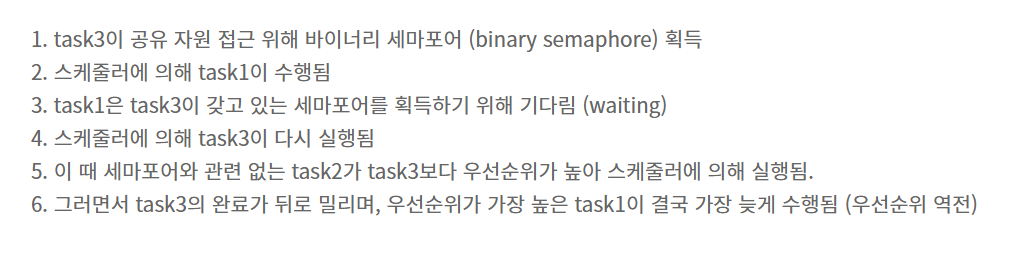 1. task3이 공유 자원 접근 위해 바이너리 세마포어 (binary semaphore) 획득
2. 스케줄러에 의해 task1이 수행됨
3. task1은 task3이 갖고 있는 세마포어를 획득하기 위해 기다림 (waiting)
4. 스케줄러에 의해 task3이 다시 실행됨
5. 이 때 세마포어와 관련 없는 task2가 task3보다 우선순위가 높아 스케줄러에 의해 실행됨.
6. 그러면서 task3의 완료가 뒤로 밀리며, 우선순위가 가장 높은 task1이 결국 가장 늦게 수행됨 (우선순위 역전)